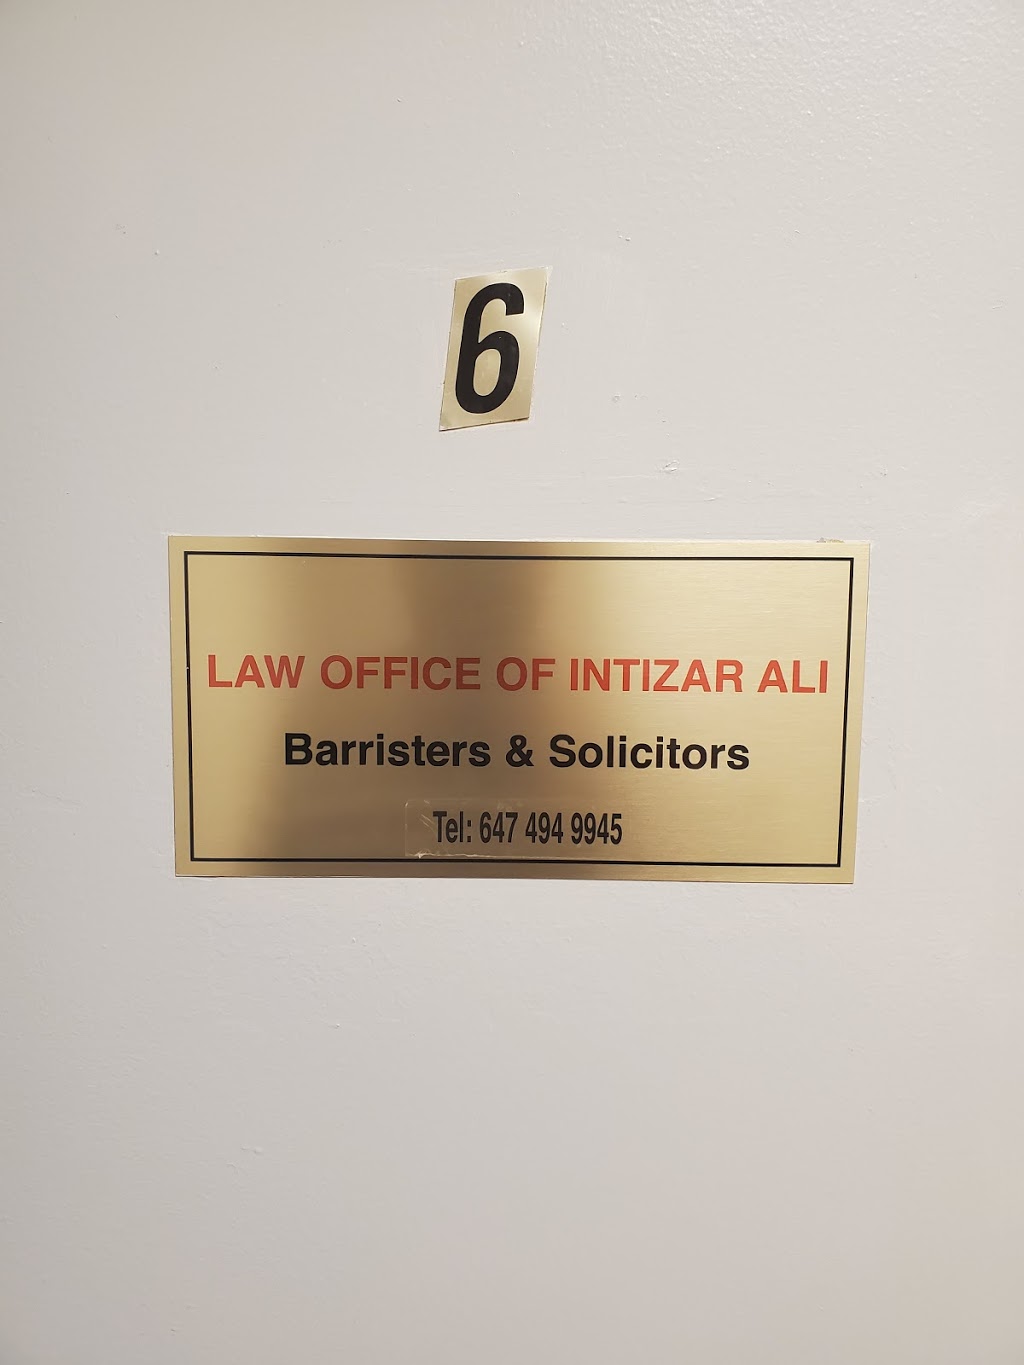 6
LAW OFFICE OF INTIZAR ALI
Barristers & Solicitors
Tel: 647 494 9945